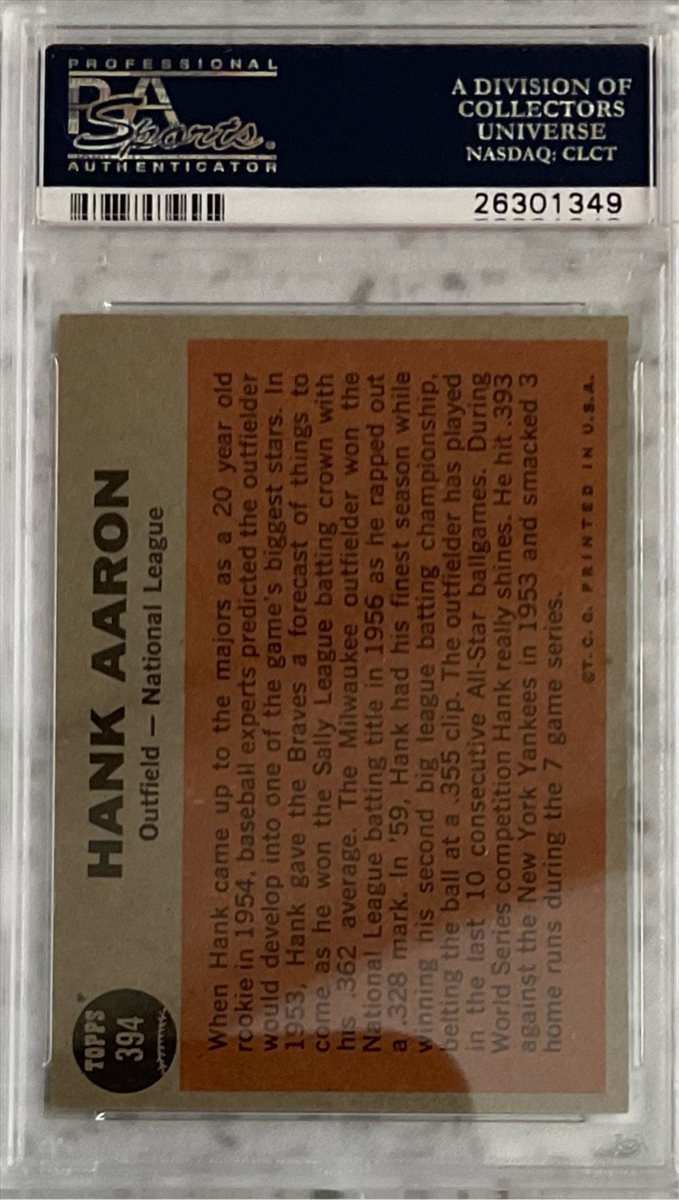 PROFESSIONAL
PSA
Sports
AUTHENTICATOR
A DIVISION OF
COLLECTORS
UNIVERSE
NASDAQ: CLCT
26301349
TOPPS
394
HANK AARON
Outfield — National League
When Hank came up to the majors as a 20 year old
rookie in 1954, baseball experts predicted the outfielder
would develop into one of the game's biggest stars. In
1953, Hank gave the Braves a forecast of things to
come as he won the Sally League batting crown with
his .362 average. The Milwaukee outfielder won the
National League batting title in 1956 as he rapped out
a .328 mark. In '59, Hank had his finest season while
winning his second big league batting championship,
belting the ball at a .355 clip. The outfielder has played
in the last 10 consecutive All-Star ballgames. During
World Series competition Hank really shines. He hit .393
against the New York Yankees in 1953 and smacked 3
home runs during the 7 game series.
©T. C. G. PRINTED IN U.S.A.